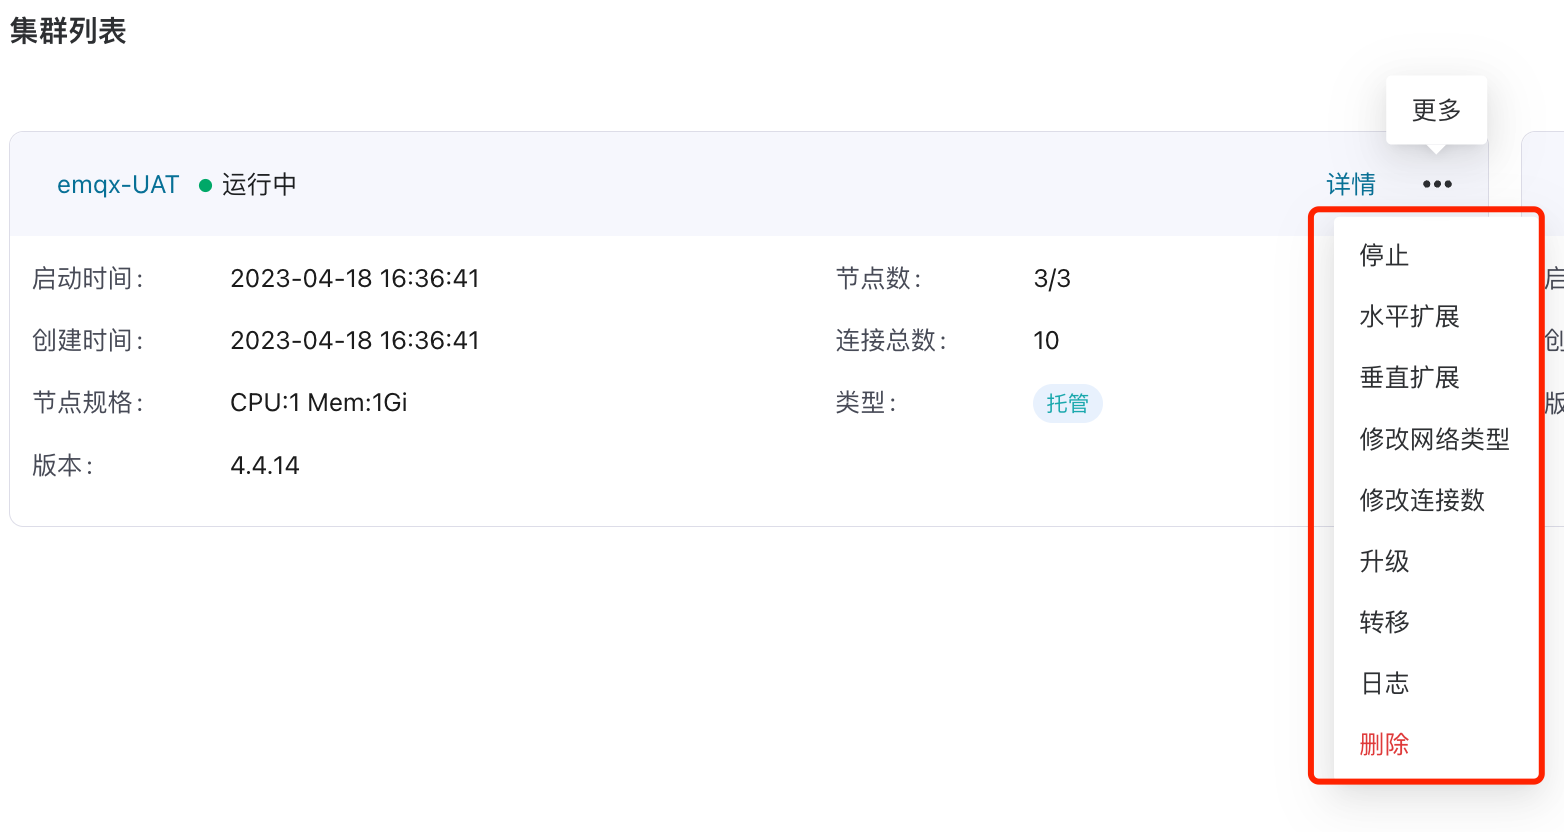 集群列表
更多
emqx-UAT 运行中 详情
启动时间: 2023-04-18 16:36:41 节点数: 3/3
创建时间: 2023-04-18 16:36:41 连接总数: 10
节点规格: CPU:1 Mem:1Gi 类型: 托管
版本: 4.4.14
停止
水平扩展
垂直扩展
修改网络类型
修改连接数
升级
转移
日志
删除
启
创
版